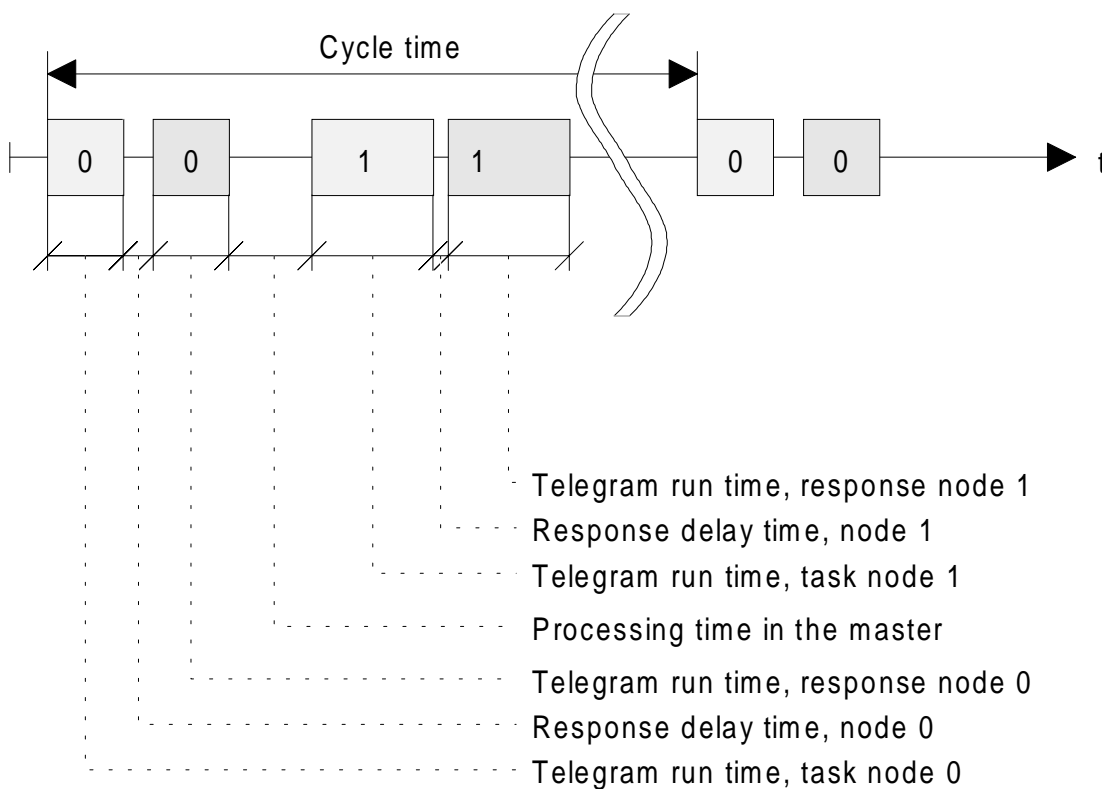 Cycle time
0 0 1 1 0 0 t
Telegram run time, response node 1
Response delay time, node 1
Telegram run time, task node 1
Processing time in the master
Telegram run time, response node 0
Response delay time, node 0
Telegram run time, task node 0